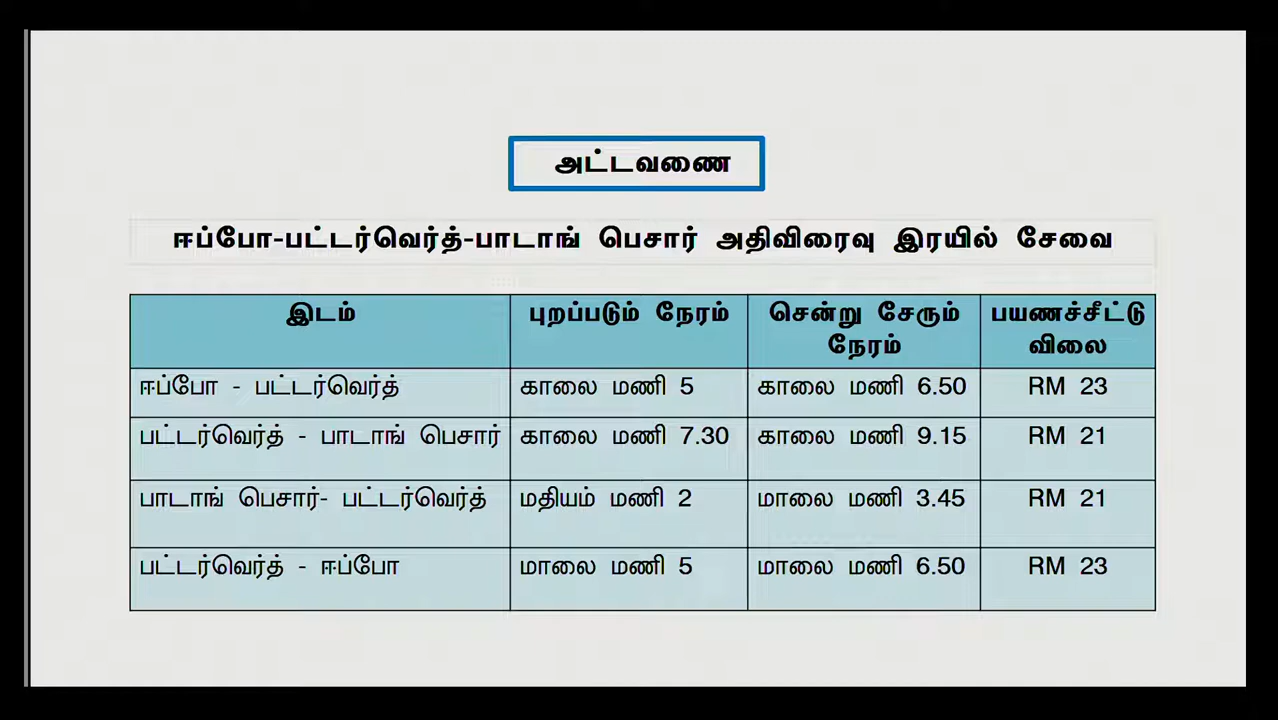 அட்டவணை
ஈப்போ-பட்டர்வெர்த்-பாடாங் பெசார் அதிவிரைவு இரயில் சேவை
இடம் புறப்படும் நேரம் சென்று சேரும் நேரம் பயணச்சீட்டு விலை
ஈப்போ - பட்டர்வெர்த் காலை மணி 5 காலை மணி 6.50 RM 23
பட்டர்வெர்த் - பாடாங் பெசார் காலை மணி 7.30 காலை மணி 9.15 RM 21
பாடாங் பெசார்- பட்டர்வெர்த் மதியம் மணி 2 மாலை மணி 3.45 RM 21
பட்டர்வெர்த் - ஈப்போ மாலை மணி 5 மாலை மணி 6.50 RM 23